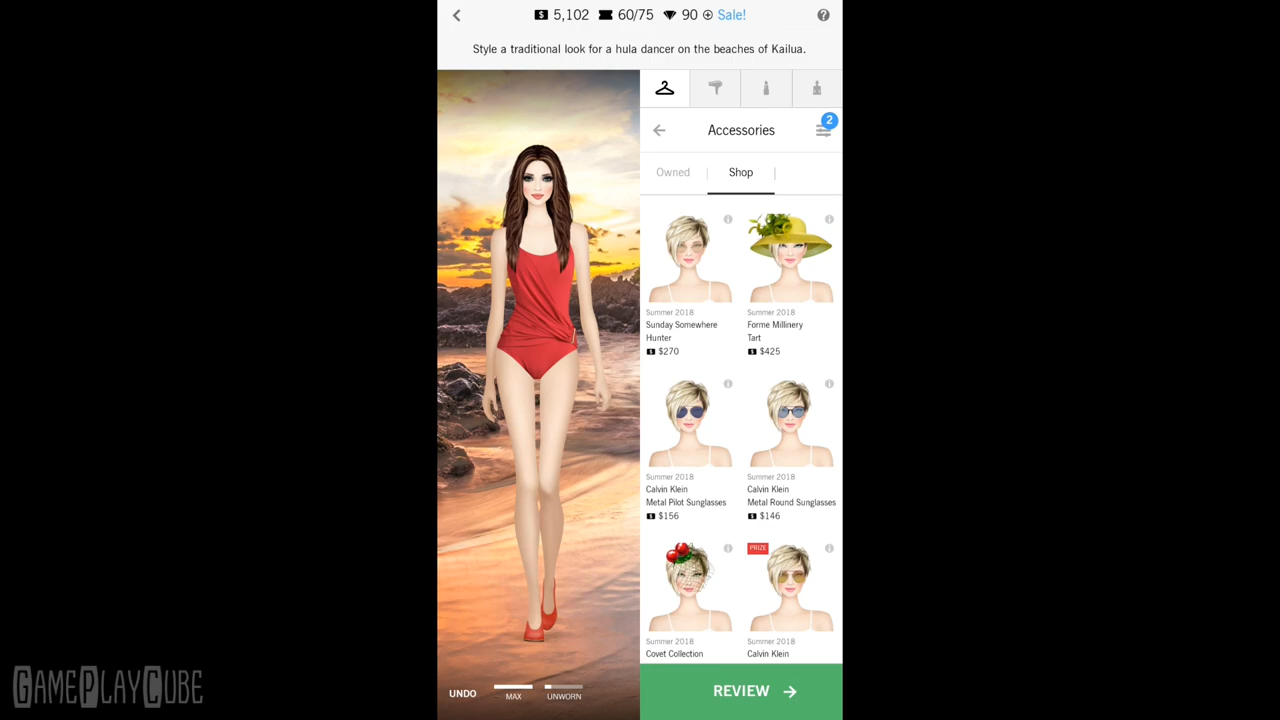 5,102 60/75 90 Sale!
Style a traditional look for a hula dancer on the beaches of Kailua.
2
Accessories
Owned Shop
Summer 2018 Summer 2018
Sunday Somewhere Forme Millinery
Hunter Tart
$270 $425
Summer 2018 Summer 2018
Calvin Klein Calvin Klein
Metal Pilot Sunglasses Metal Round Sunglasses
$156 $146
PRIZE
Summer 2018 Summer 2018
Covet Collection Calvin Klein
UNDO MAX UNWORN
REVIEW
GAMEPLAYCUBE